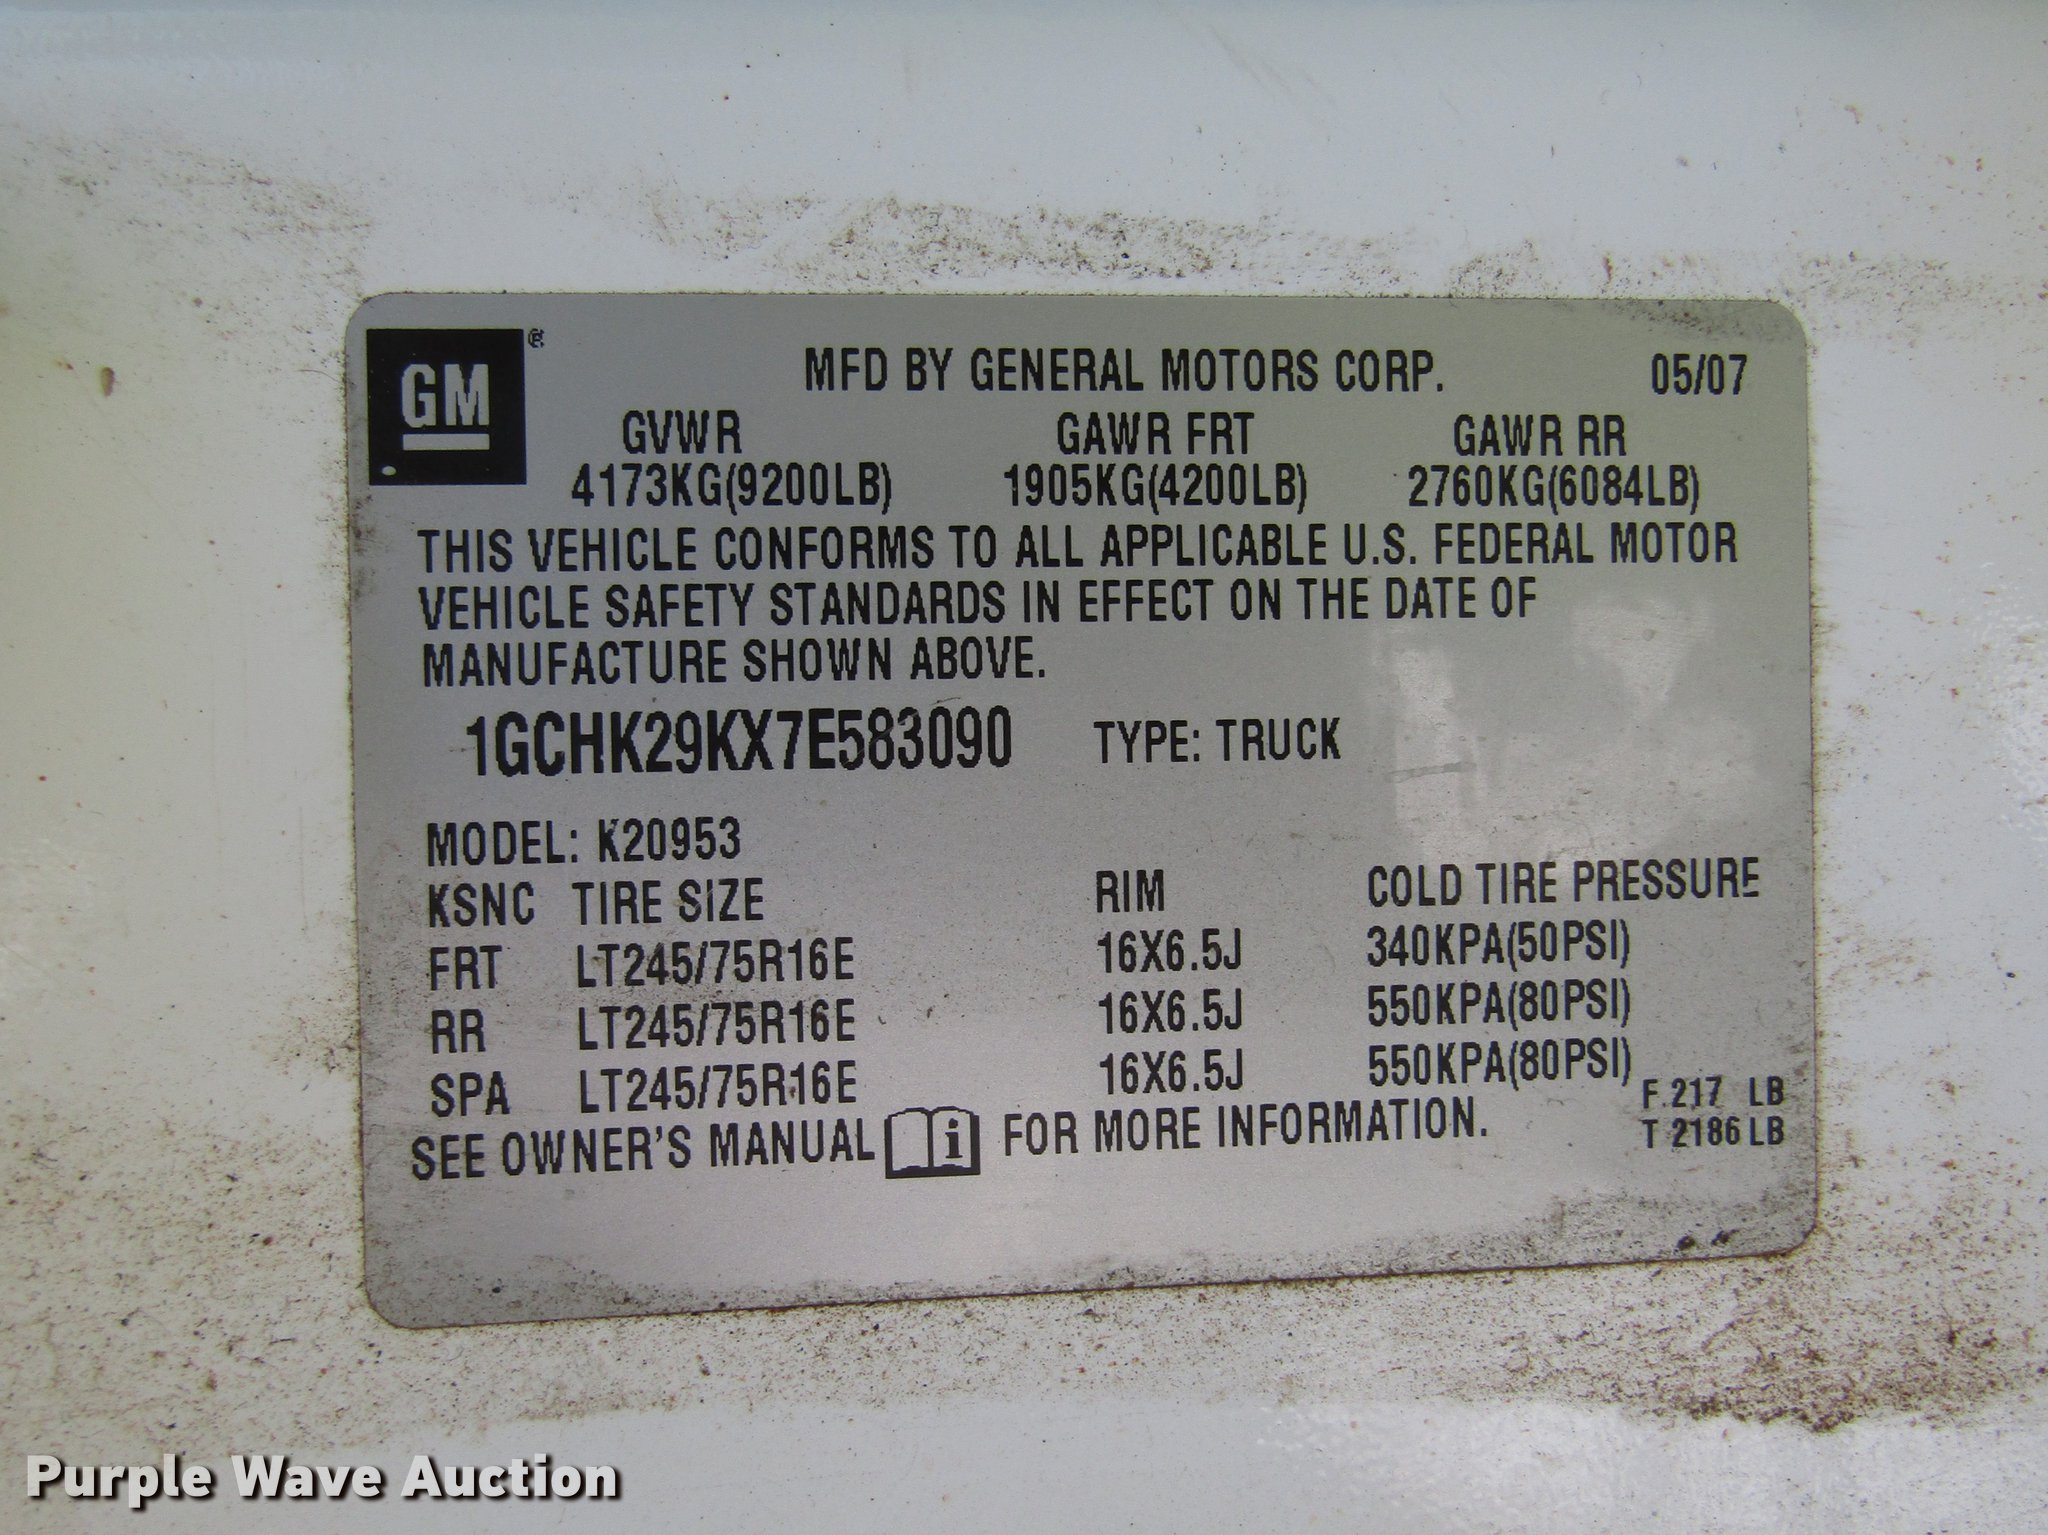 GM ®
MFD BY GENERAL MOTORS CORP. 05/07
GVWR GAWR FRT GAWR RR
4173KG(9200LB) 1905KG(4200LB) 2760KG(6084LB)
THIS VEHICLE CONFORMS TO ALL APPLICABLE U.S. FEDERAL MOTOR
VEHICLE SAFETY STANDARDS IN EFFECT ON THE DATE OF
MANUFACTURE SHOWN ABOVE.
1GCHK29KX7E583090 TYPE: TRUCK
MODEL: K20953
KSNC TIRE SIZE RIM COLD TIRE PRESSURE
FRT LT245/75R16E 16X6.5J 340KPA(50PSI)
RR LT245/75R16E 16X6.5J 550KPA(80PSI)
SPA LT245/75R16E 16X6.5J 550KPA(80PSI)
F 217 LB
T 2186 LB
SEE OWNER'S MANUAL i FOR MORE INFORMATION.
Purple Wave Auction